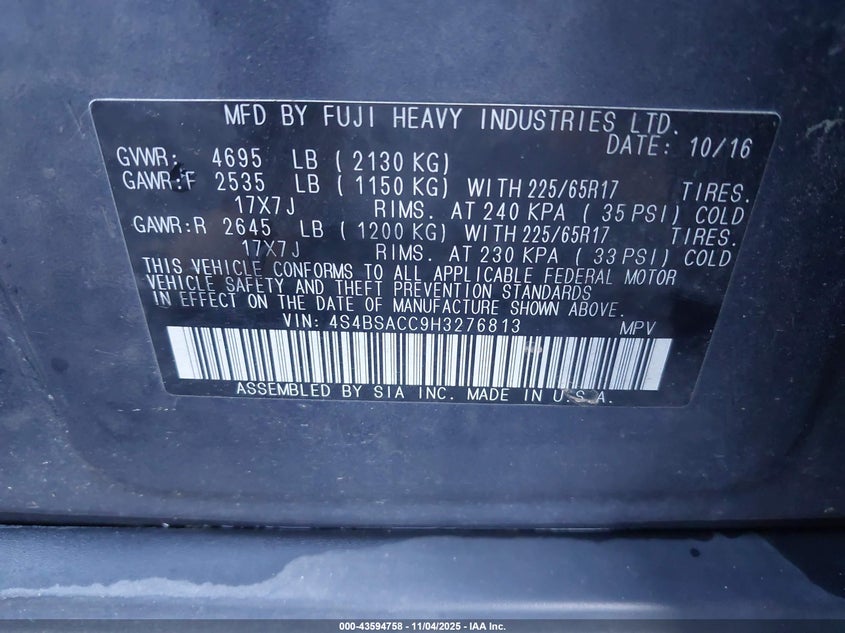 MFD BY FUJI HEAVY INDUSTRIES LTD.
DATE: 10/16
GVWR: 4695 LB ( 2130 KG)
GAWR:F 2535 LB ( 1150 KG) WITH 225/65R17 TIRES.
17X7J RIMS. AT 240 KPA ( 35 PSI) COLD
GAWR:R 2645 LB ( 1200 KG) WITH 225/65R17 TIRES.
17X7J RIMS. AT 230 KPA ( 33 PSI) COLD
THIS VEHICLE CONFORMS TO ALL APPLICABLE FEDERAL MOTOR
VEHICLE SAFETY AND THEFT PREVENTION STANDARDS
IN EFFECT ON THE DATE OF MANUFACTURE SHOWN ABOVE.
VIN: 4S4BSACC9H3276813 MPV
ASSEMBLED BY SIA INC. MADE IN U.S.A.
000-43594758 - 11/04/2025 - IAA Inc.